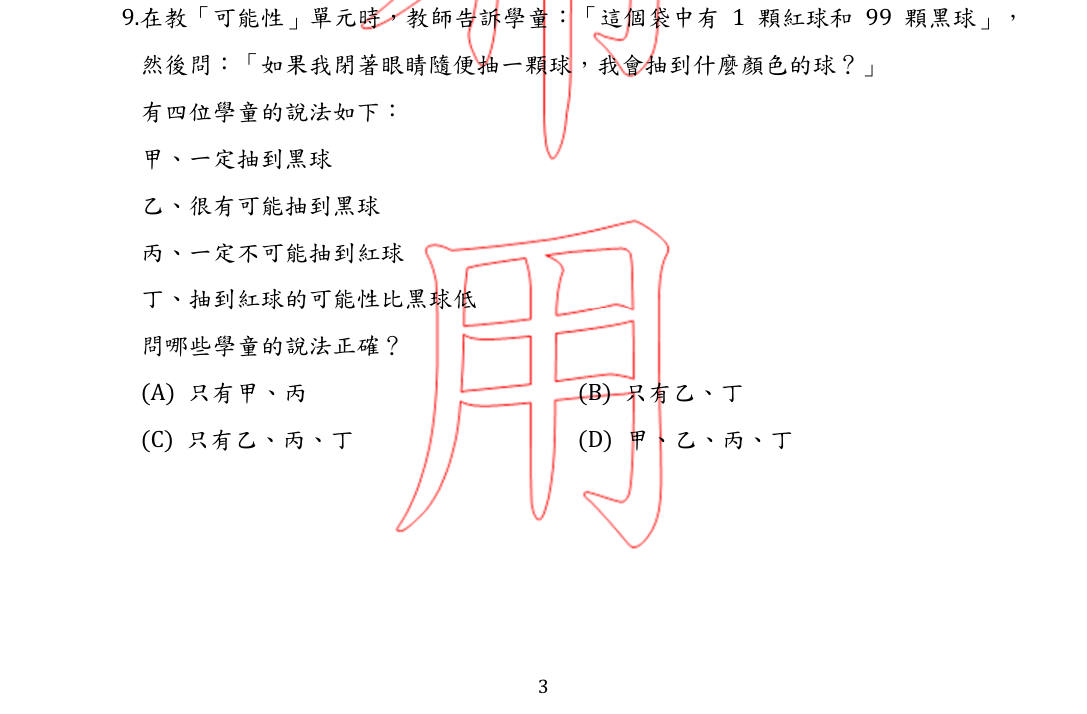 9.在教「可能性」單元時，教師告訴學童：「這個袋中有 1 顆紅球和 99 顆黑球」，
然後問：「如果我閉著眼睛隨便抽一顆球，我會抽到什麼顏色的球？」
有四位學童的說法如下：
甲、一定抽到黑球
乙、很有可能抽到黑球
丙、一定不可能抽到紅球
丁、抽到紅球的可能性比黑球低
問哪些學童的說法正確？
(A) 只有甲、丙 (B) 只有乙、丁
(C) 只有乙、丙、丁 (D) 甲、乙、丙、丁
用
3